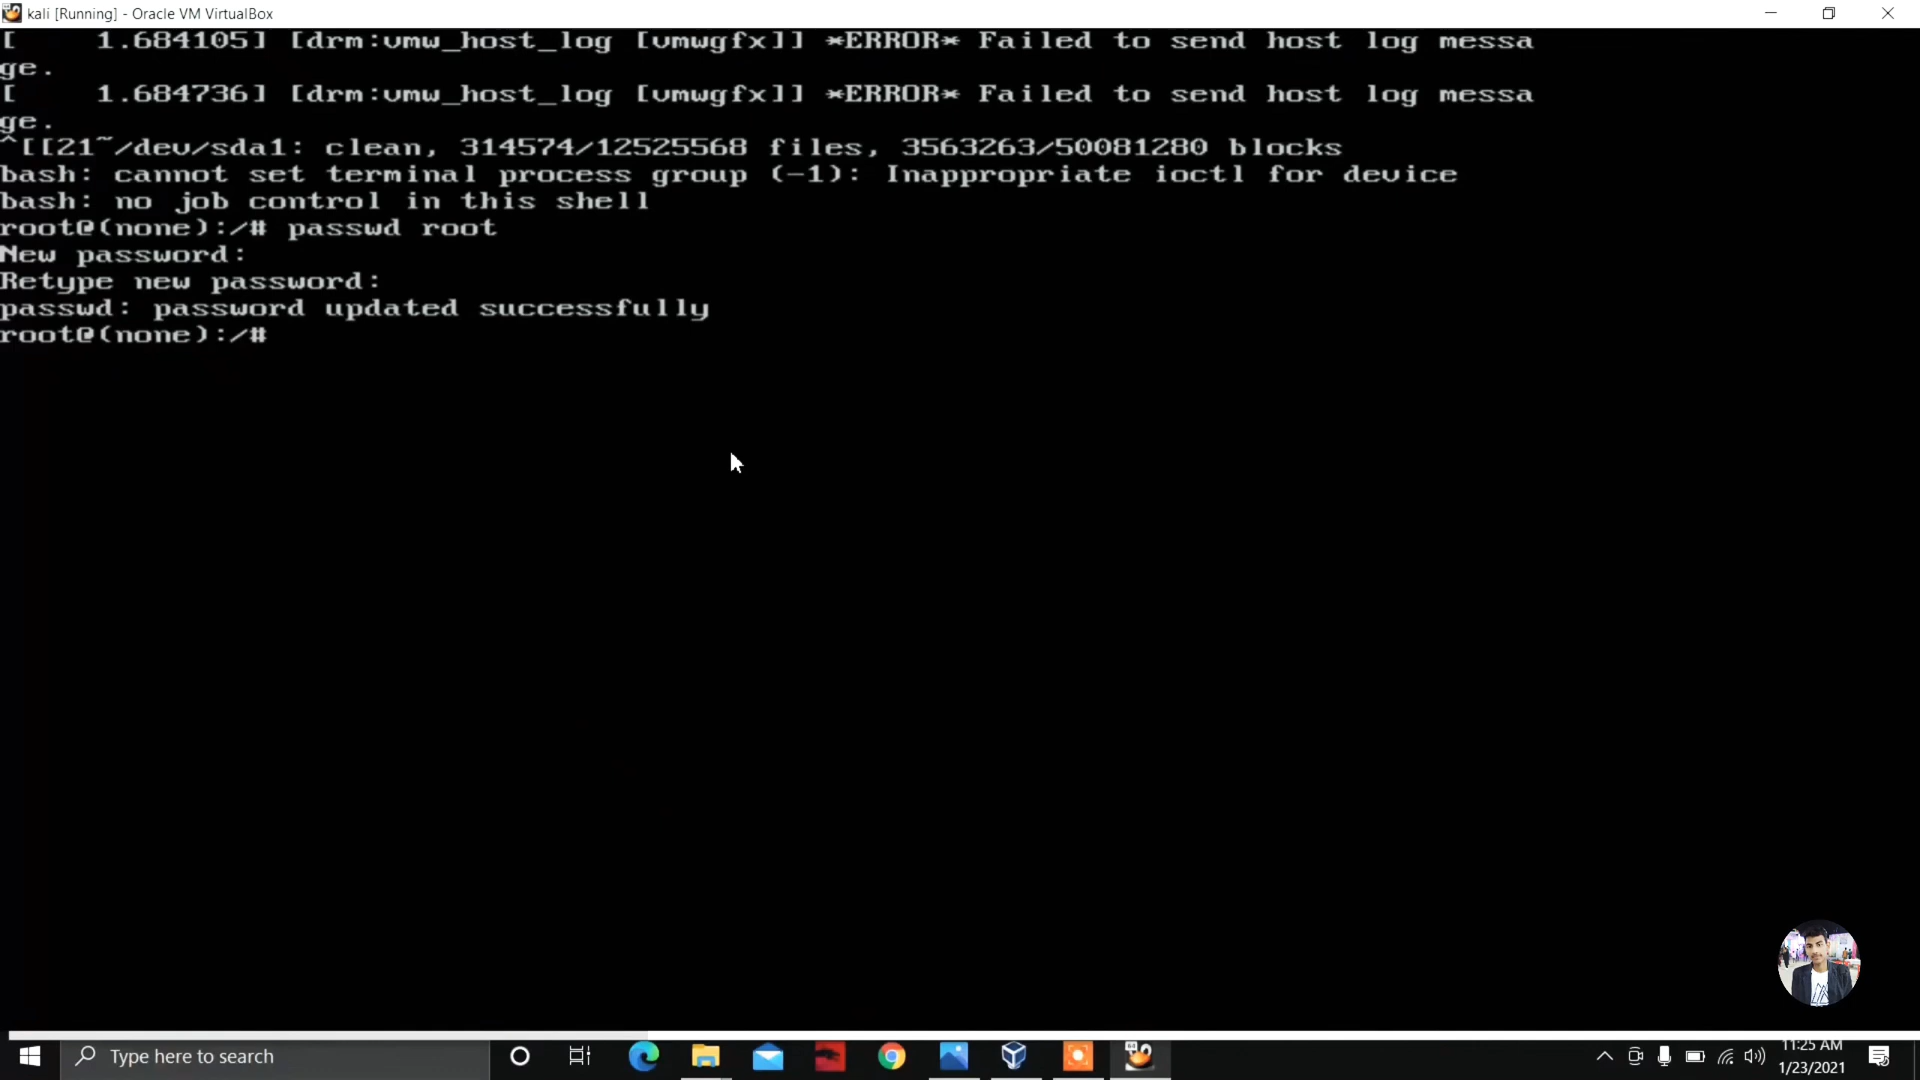 kali [Running] - Oracle VM VirtualBox
[    1.684105] [drm:vmw_host_log [vmwgfx]] *ERROR* Failed to send host log messa
ge.
[    1.684736] [drm:vmw_host_log [vmwgfx]] *ERROR* Failed to send host log messa
ge.
^[[21~/dev/sda1: clean, 314574/12525568 files, 3563263/50081280 blocks
bash: cannot set terminal process group (-1): Inappropriate ioctl for device
bash: no job control in this shell
root@(none):/# passwd root
New password:
Retype new password:
passwd: password updated successfully
root@(none):/#
Type here to search
11:25 AM
1/23/2021